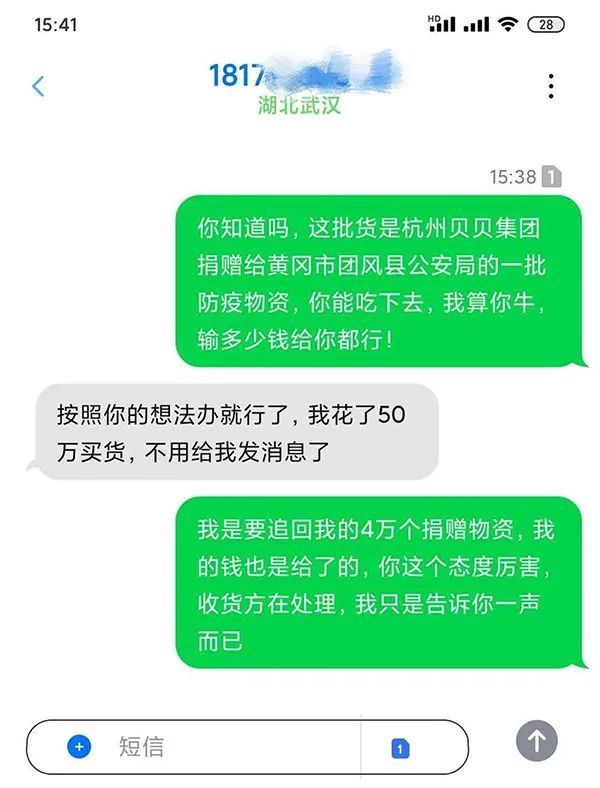 15:41
HD
28
1817
湖北武汉
15:38 1
你知道吗，这批货是杭州贝贝集团
捐赠给黄冈市团风县公安局的一批
防疫物资，你能吃下去，我算你牛，
输多少钱给你都行！
按照你的想法办就行了，我花了50
万买货，不用给我发消息了
我是要追回我的4万个捐赠物资，我
的钱也是给了的，你这个态度厉害，
收货方在处理，我只是告诉你一声
而已
短信
1